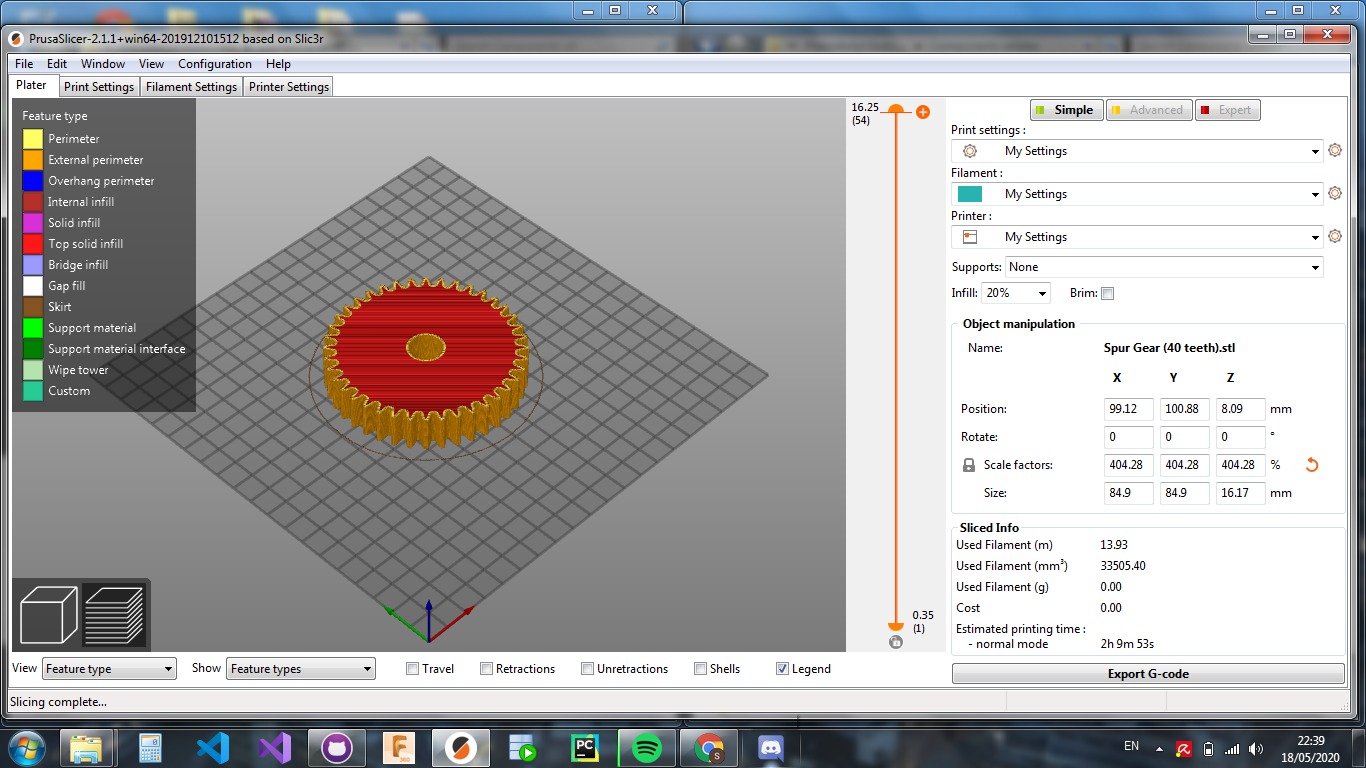 PrusaSlicer-2.1.1+win64-201912101512 based on Slic3r
File Edit Window View Configuration Help
Plater Print Settings Filament Settings Printer Settings
Feature type
Perimeter
External perimeter
Overhang perimeter
Internal infill
Solid infill
Top solid infill
Bridge infill
Gap fill
Skirt
Support material
Support material interface
Wipe tower
Custom
16.25
(54)
0.35
(1)
Simple Advanced Expert
Print settings :
My Settings
Filament :
My Settings
Printer :
My Settings
Supports: None
Infill: 20% Brim:
Object manipulation
Name: Spur Gear (40 teeth).stl
X Y Z
Position: 99.12 100.88 8.09 mm
Rotate: 0 0 0 °
Scale factors: 404.28 404.28 404.28 %
Size: 84.9 84.9 16.17 mm
Sliced Info
Used Filament (m) 13.93
Used Filament (mm³) 33505.40
Used Filament (g) 0.00
Cost 0.00
Estimated printing time :
- normal mode 2h 9m 53s
View Feature type Show Feature types Travel Retractions Unretractions Shells Legend
Export G-code
Slicing complete...
F
360
PC
S
EN
22:39
18/05/2020